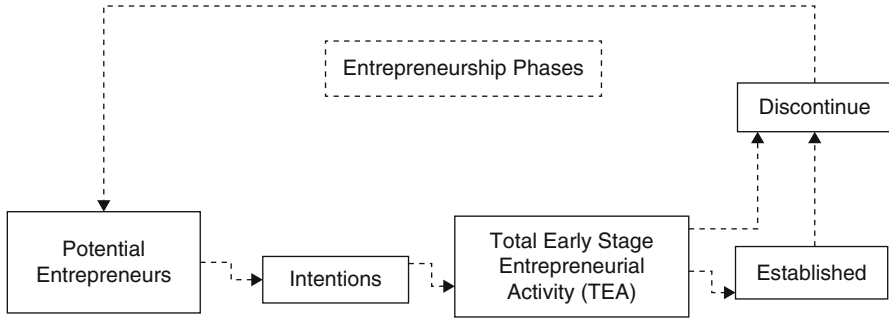 Entrepreneurship Phases
Discontinue
Potential
Entrepreneurs
Intentions
Total Early Stage
Entrepreneurial
Activity (TEA)
Established